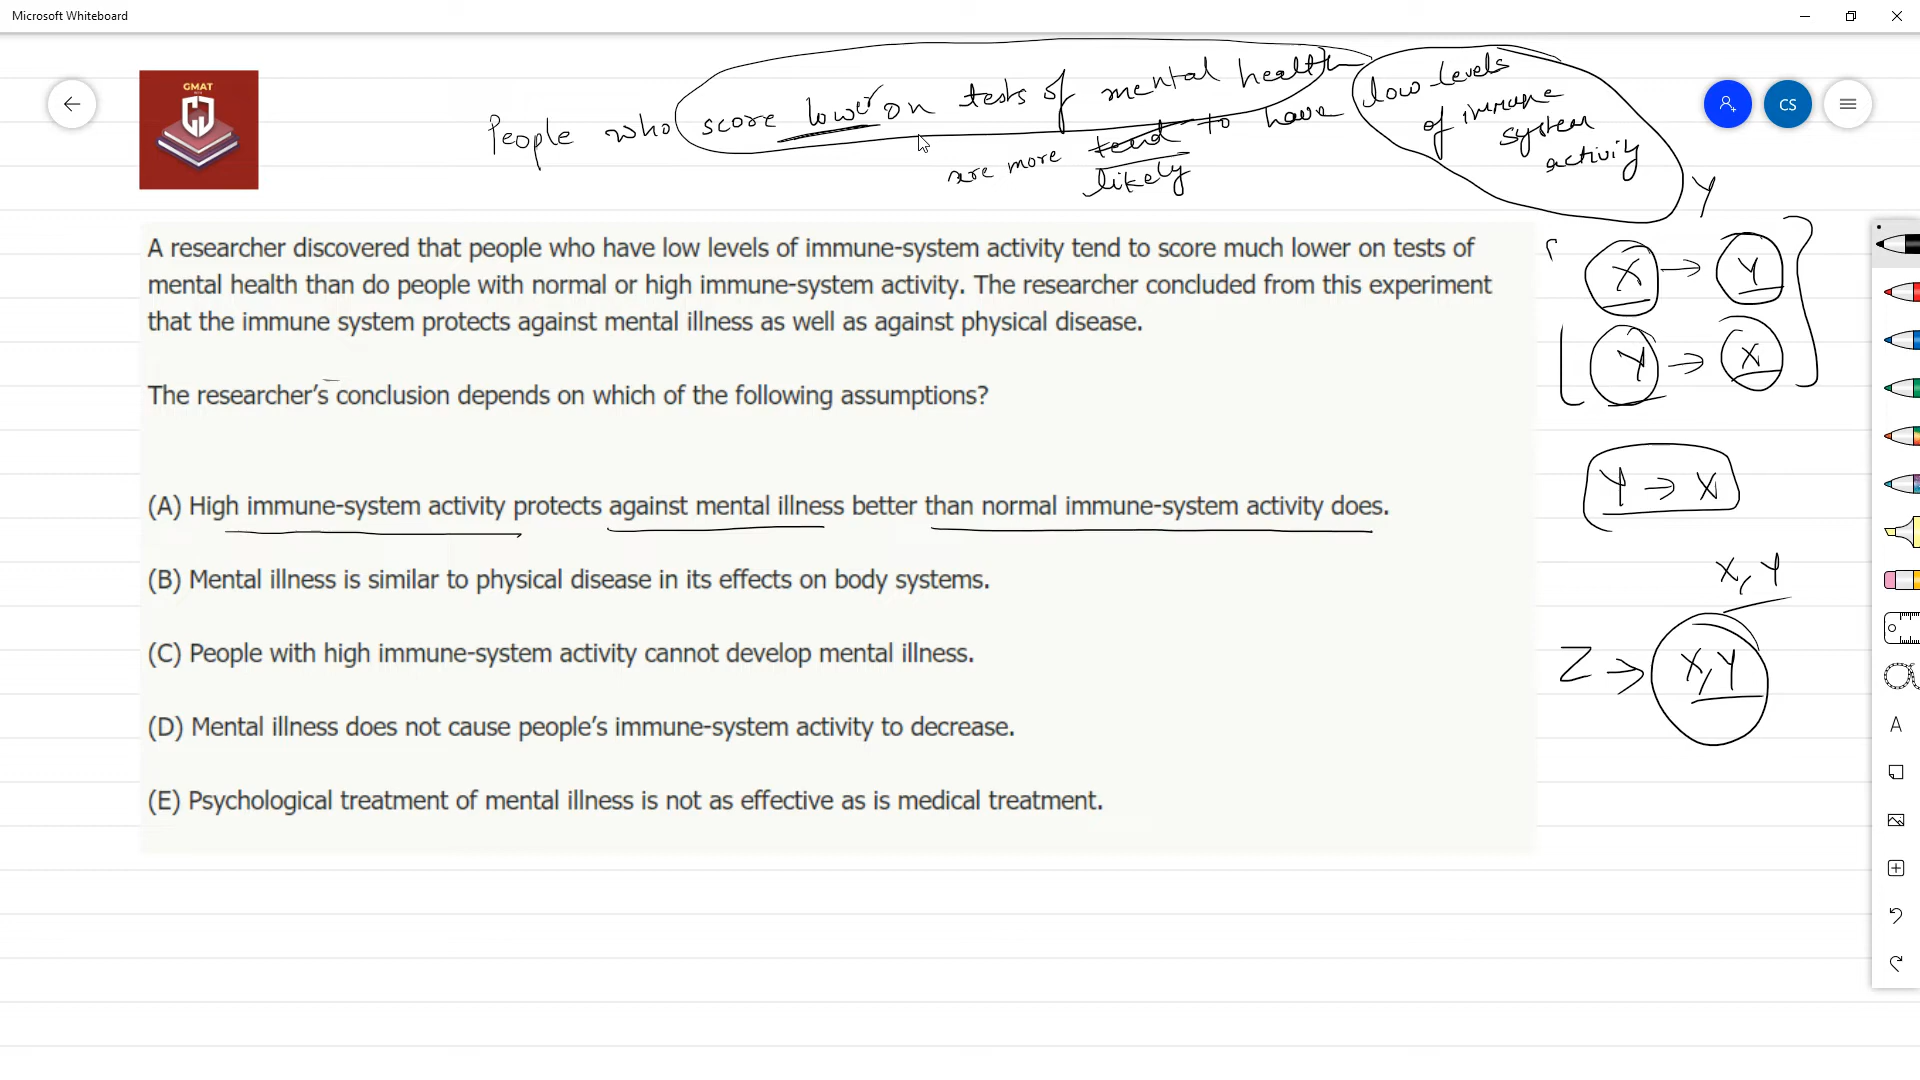 Microsoft Whiteboard
GMAT
CS
People who score lower on tests of mental health
are more tend to have
likely
low levels
of immune
system
activity
Y
A researcher discovered that people who have low levels of immune-system activity tend to score much lower on tests of
mental health than do people with normal or high immune-system activity. The researcher concluded from this experiment
that the immune system protects against mental illness as well as against physical disease.
The researcher’s conclusion depends on which of the following assumptions?
(A) High immune-system activity protects against mental illness better than normal immune-system activity does.
(B) Mental illness is similar to physical disease in its effects on body systems.
(C) People with high immune-system activity cannot develop mental illness.
(D) Mental illness does not cause people’s immune-system activity to decrease.
(E) Psychological treatment of mental illness is not as effective as is medical treatment.
X → Y
Y → X
Y → X
X, Y
Z → X, Y
A